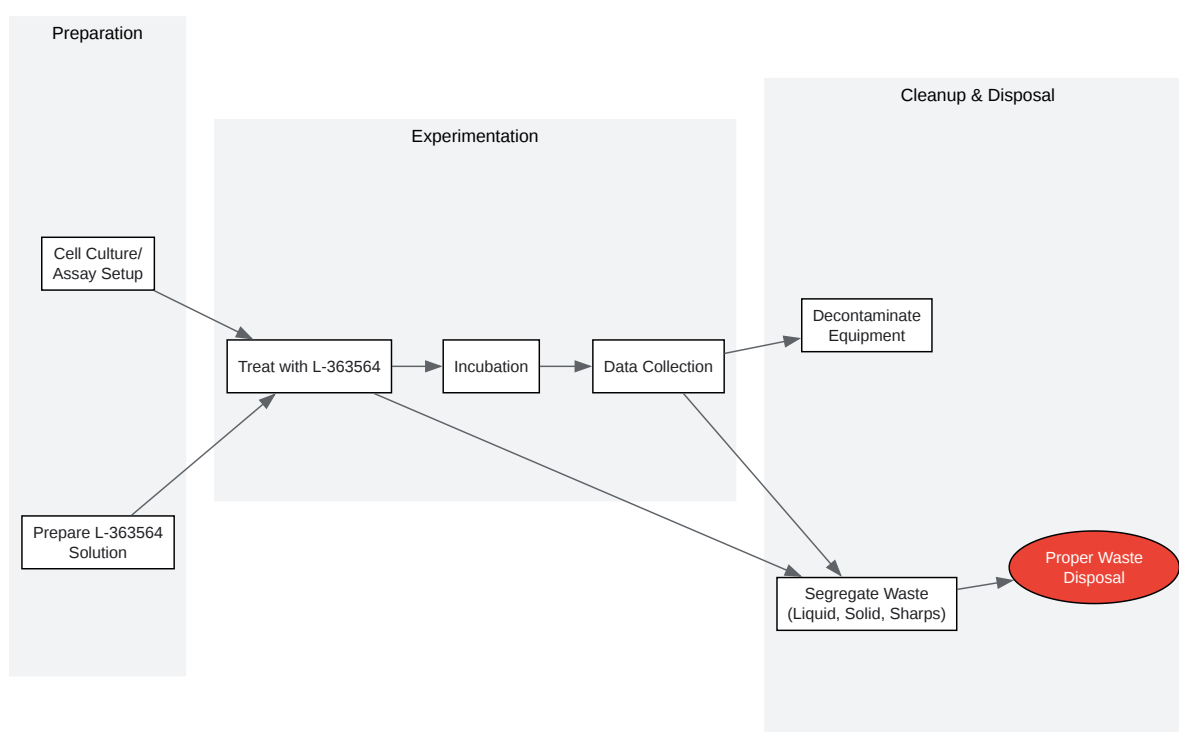 Preparation
Cell Culture/
Assay Setup
Prepare L-363564
Solution
Experimentation
Treat with L-363564
Incubation
Data Collection
Cleanup & Disposal
Decontaminate
Equipment
Segregate Waste
(Liquid, Solid, Sharps)
Proper Waste
Disposal